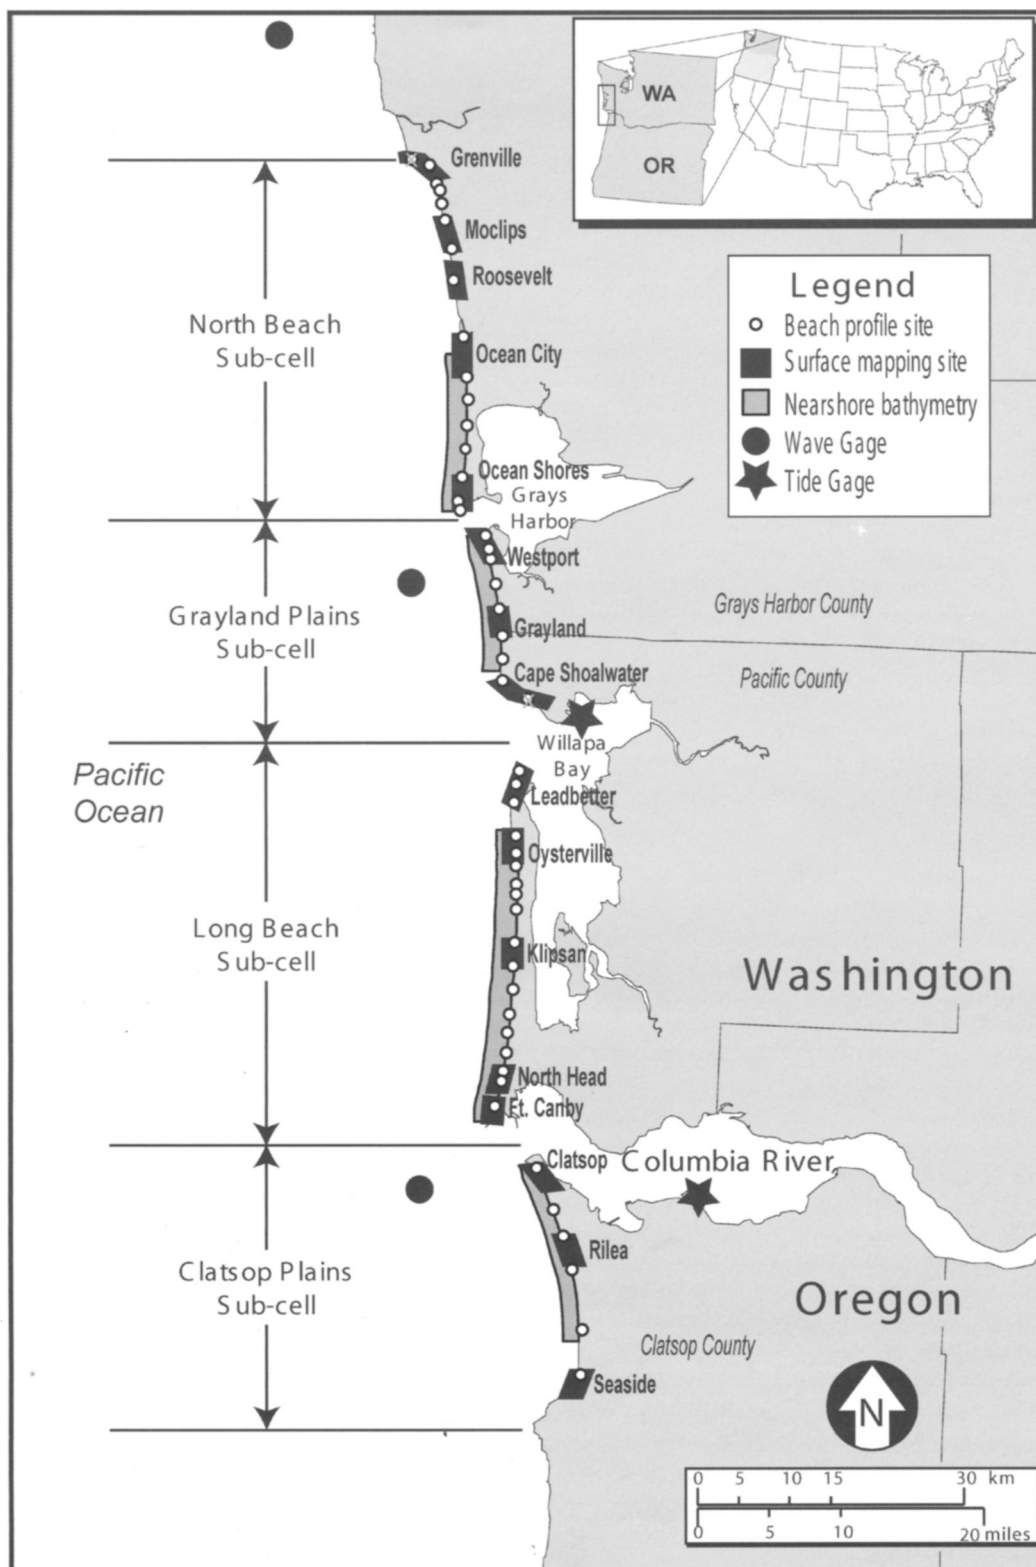 WA
OR
Grenville
Moclips
Roosevelt
North Beach
Sub-cell
Ocean City
Ocean Shores
Grays
Harbor
Legend
Beach profile site
Surface mapping site
Nearshore bathymetry
Wave Gage
Tide Gage
Westport
Grayland Plains
Sub-cell
Grayland
Grays Harbor County
Cape Shoalwater
Pacific County
Willapa
Bay
Pacific
Ocean
Leadbetter
Oysterville
Long Beach
Sub-cell
Klipsan
Washington
North Head
Ft. Canby
Clatsop
Columbia River
Rilea
Clatsop Plains
Sub-cell
Oregon
Clatsop County
Seaside
N
0 5 10 15 30 km
0 5 10 20 miles